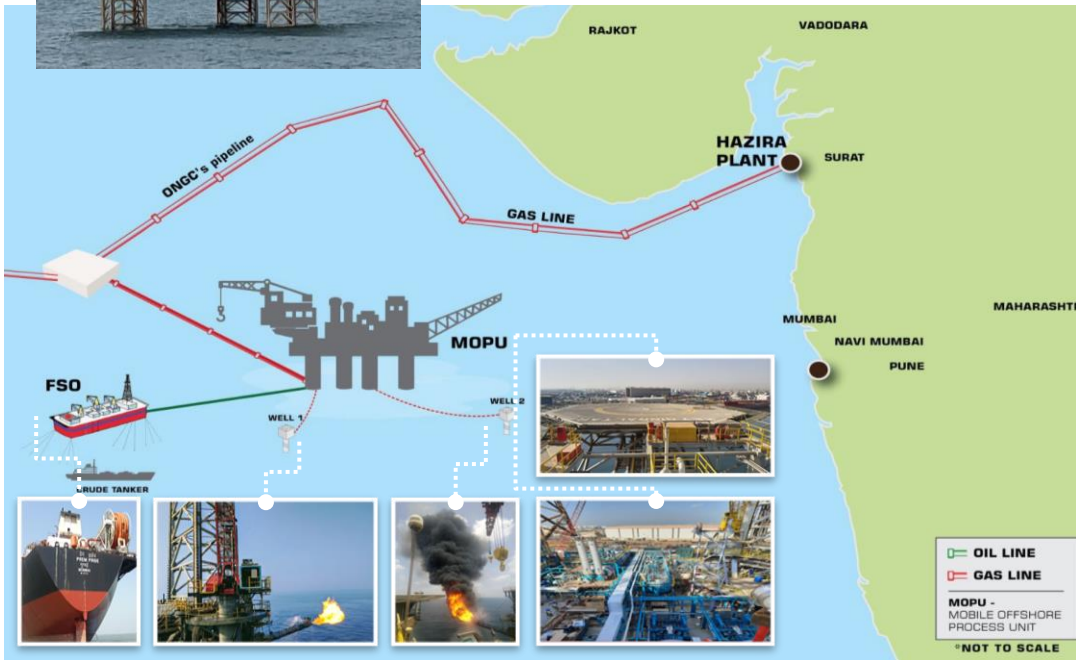 RAJKOT
VADODARA
HAZIRA
PLANT
SURAT
ONGC's pipeline
GAS LINE
MAHARASHT
MUMBAI
NAVI MUMBAI
PUNE
MOPU
FSO
WELL 1
WELL 2
CRUDE TANKER
OIL LINE
GAS LINE
MOPU -
MOBILE OFFSHORE
PROCESS UNIT
*NOT TO SCALE